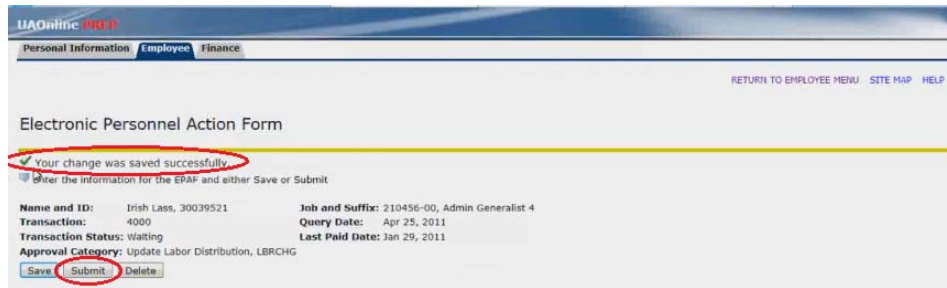 UAOnline PRED
Personal Information Employee Finance
RETURN TO EMPLOYEE MENU SITE MAP HELP
Electronic Personnel Action Form
Your change was saved successfully.
Enter the information for the EPAF and either Save or Submit
Name and ID: Irish Lass, 30039521 Job and Suffix: 210456-00, Admin Generalist 4
Transaction: 4000 Query Date: Apr 25, 2011
Transaction Status: Waiting Last Paid Date: Jan 29, 2011
Approval Category: Update Labor Distribution, LBRCHG
Save Submit Delete